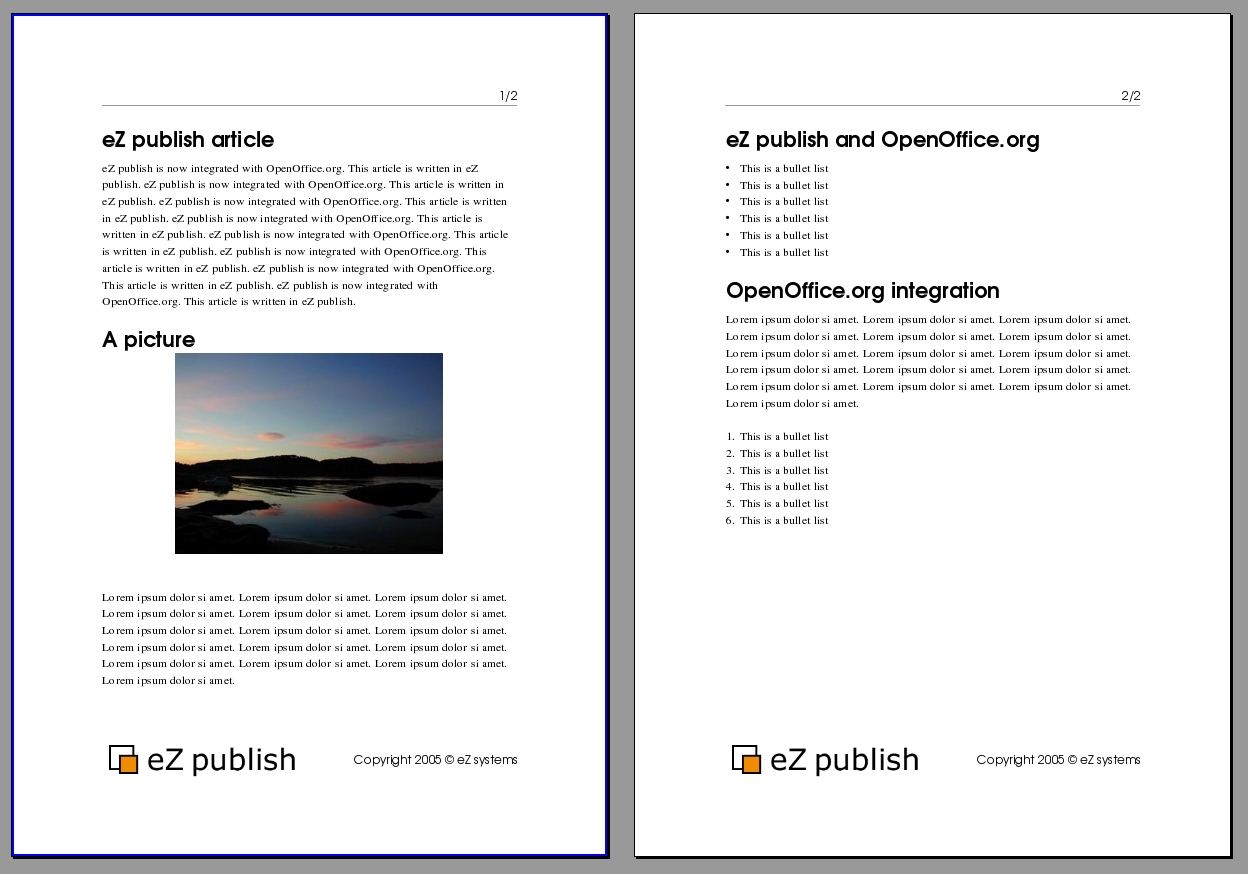 1/2
eZ publish article
eZ publish is now integrated with OpenOffice.org. This article is written in eZ
publish. eZ publish is now integrated with OpenOffice.org. This article is written in
eZ publish. eZ publish is now integrated with OpenOffice.org. This article is written
in eZ publish. eZ publish is now integrated with OpenOffice.org. This article is
written in eZ publish. eZ publish is now integrated with OpenOffice.org. This article
is written in eZ publish. eZ publish is now integrated with OpenOffice.org. This
article is written in eZ publish. eZ publish is now integrated with OpenOffice.org.
This article is written in eZ publish. eZ publish is now integrated with
OpenOffice.org. This article is written in eZ publish.
A picture
Lorem ipsum dolor si amet. Lorem ipsum dolor si amet. Lorem ipsum dolor si amet.
Lorem ipsum dolor si amet. Lorem ipsum dolor si amet. Lorem ipsum dolor si amet.
Lorem ipsum dolor si amet. Lorem ipsum dolor si amet. Lorem ipsum dolor si amet.
Lorem ipsum dolor si amet. Lorem ipsum dolor si amet. Lorem ipsum dolor si amet.
Lorem ipsum dolor si amet. Lorem ipsum dolor si amet. Lorem ipsum dolor si amet.
Lorem ipsum dolor si amet.
eZ publish Copyright 2005 © eZ systems
2/2
eZ publish and OpenOffice.org
• This is a bullet list
• This is a bullet list
• This is a bullet list
• This is a bullet list
• This is a bullet list
• This is a bullet list
OpenOffice.org integration
Lorem ipsum dolor si amet. Lorem ipsum dolor si amet. Lorem ipsum dolor si amet.
Lorem ipsum dolor si amet. Lorem ipsum dolor si amet. Lorem ipsum dolor si amet.
Lorem ipsum dolor si amet. Lorem ipsum dolor si amet. Lorem ipsum dolor si amet.
Lorem ipsum dolor si amet. Lorem ipsum dolor si amet. Lorem ipsum dolor si amet.
Lorem ipsum dolor si amet. Lorem ipsum dolor si amet. Lorem ipsum dolor si amet.
Lorem ipsum dolor si amet.
1. This is a bullet list
2. This is a bullet list
3. This is a bullet list
4. This is a bullet list
5. This is a bullet list
6. This is a bullet list
eZ publish Copyright 2005 © eZ systems